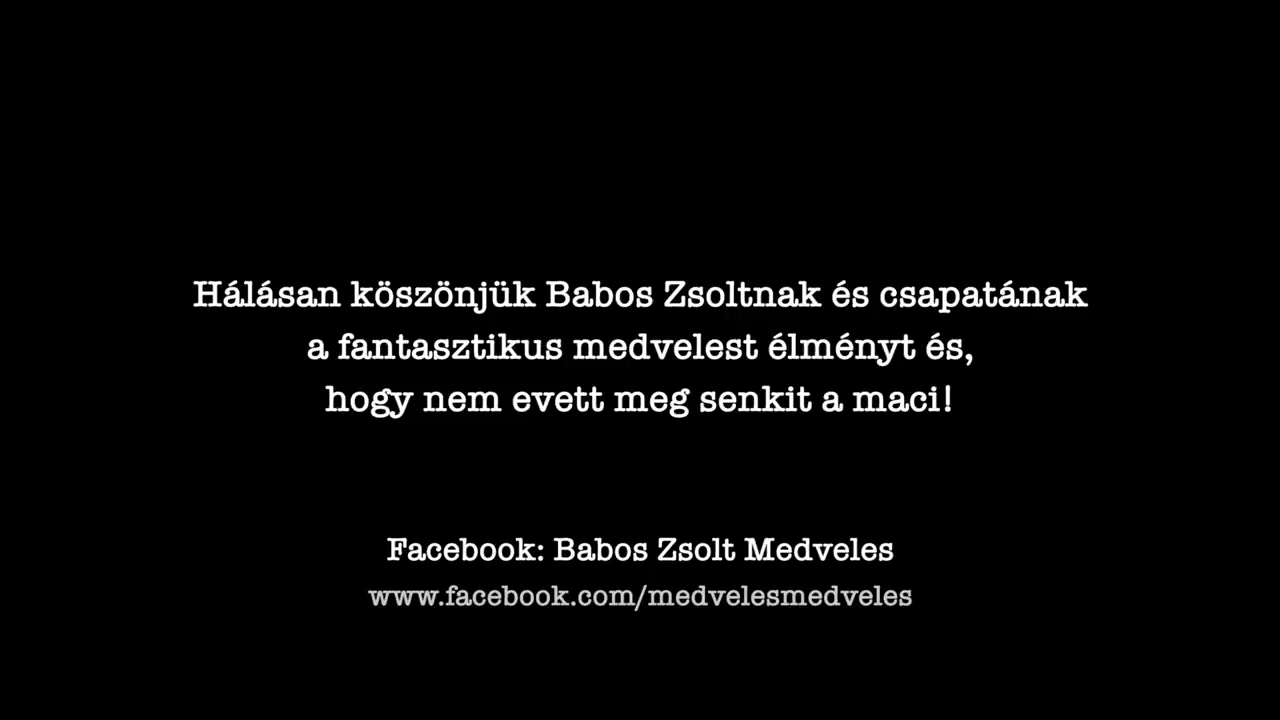 Hálásan köszönjük Babos Zsoltnak és csapatának
a fantasztikus medvelest élményt és,
hogy nem evett meg senkit a maci!
Facebook: Babos Zsolt Medveles
www.facebook.com/medvelesmedveles